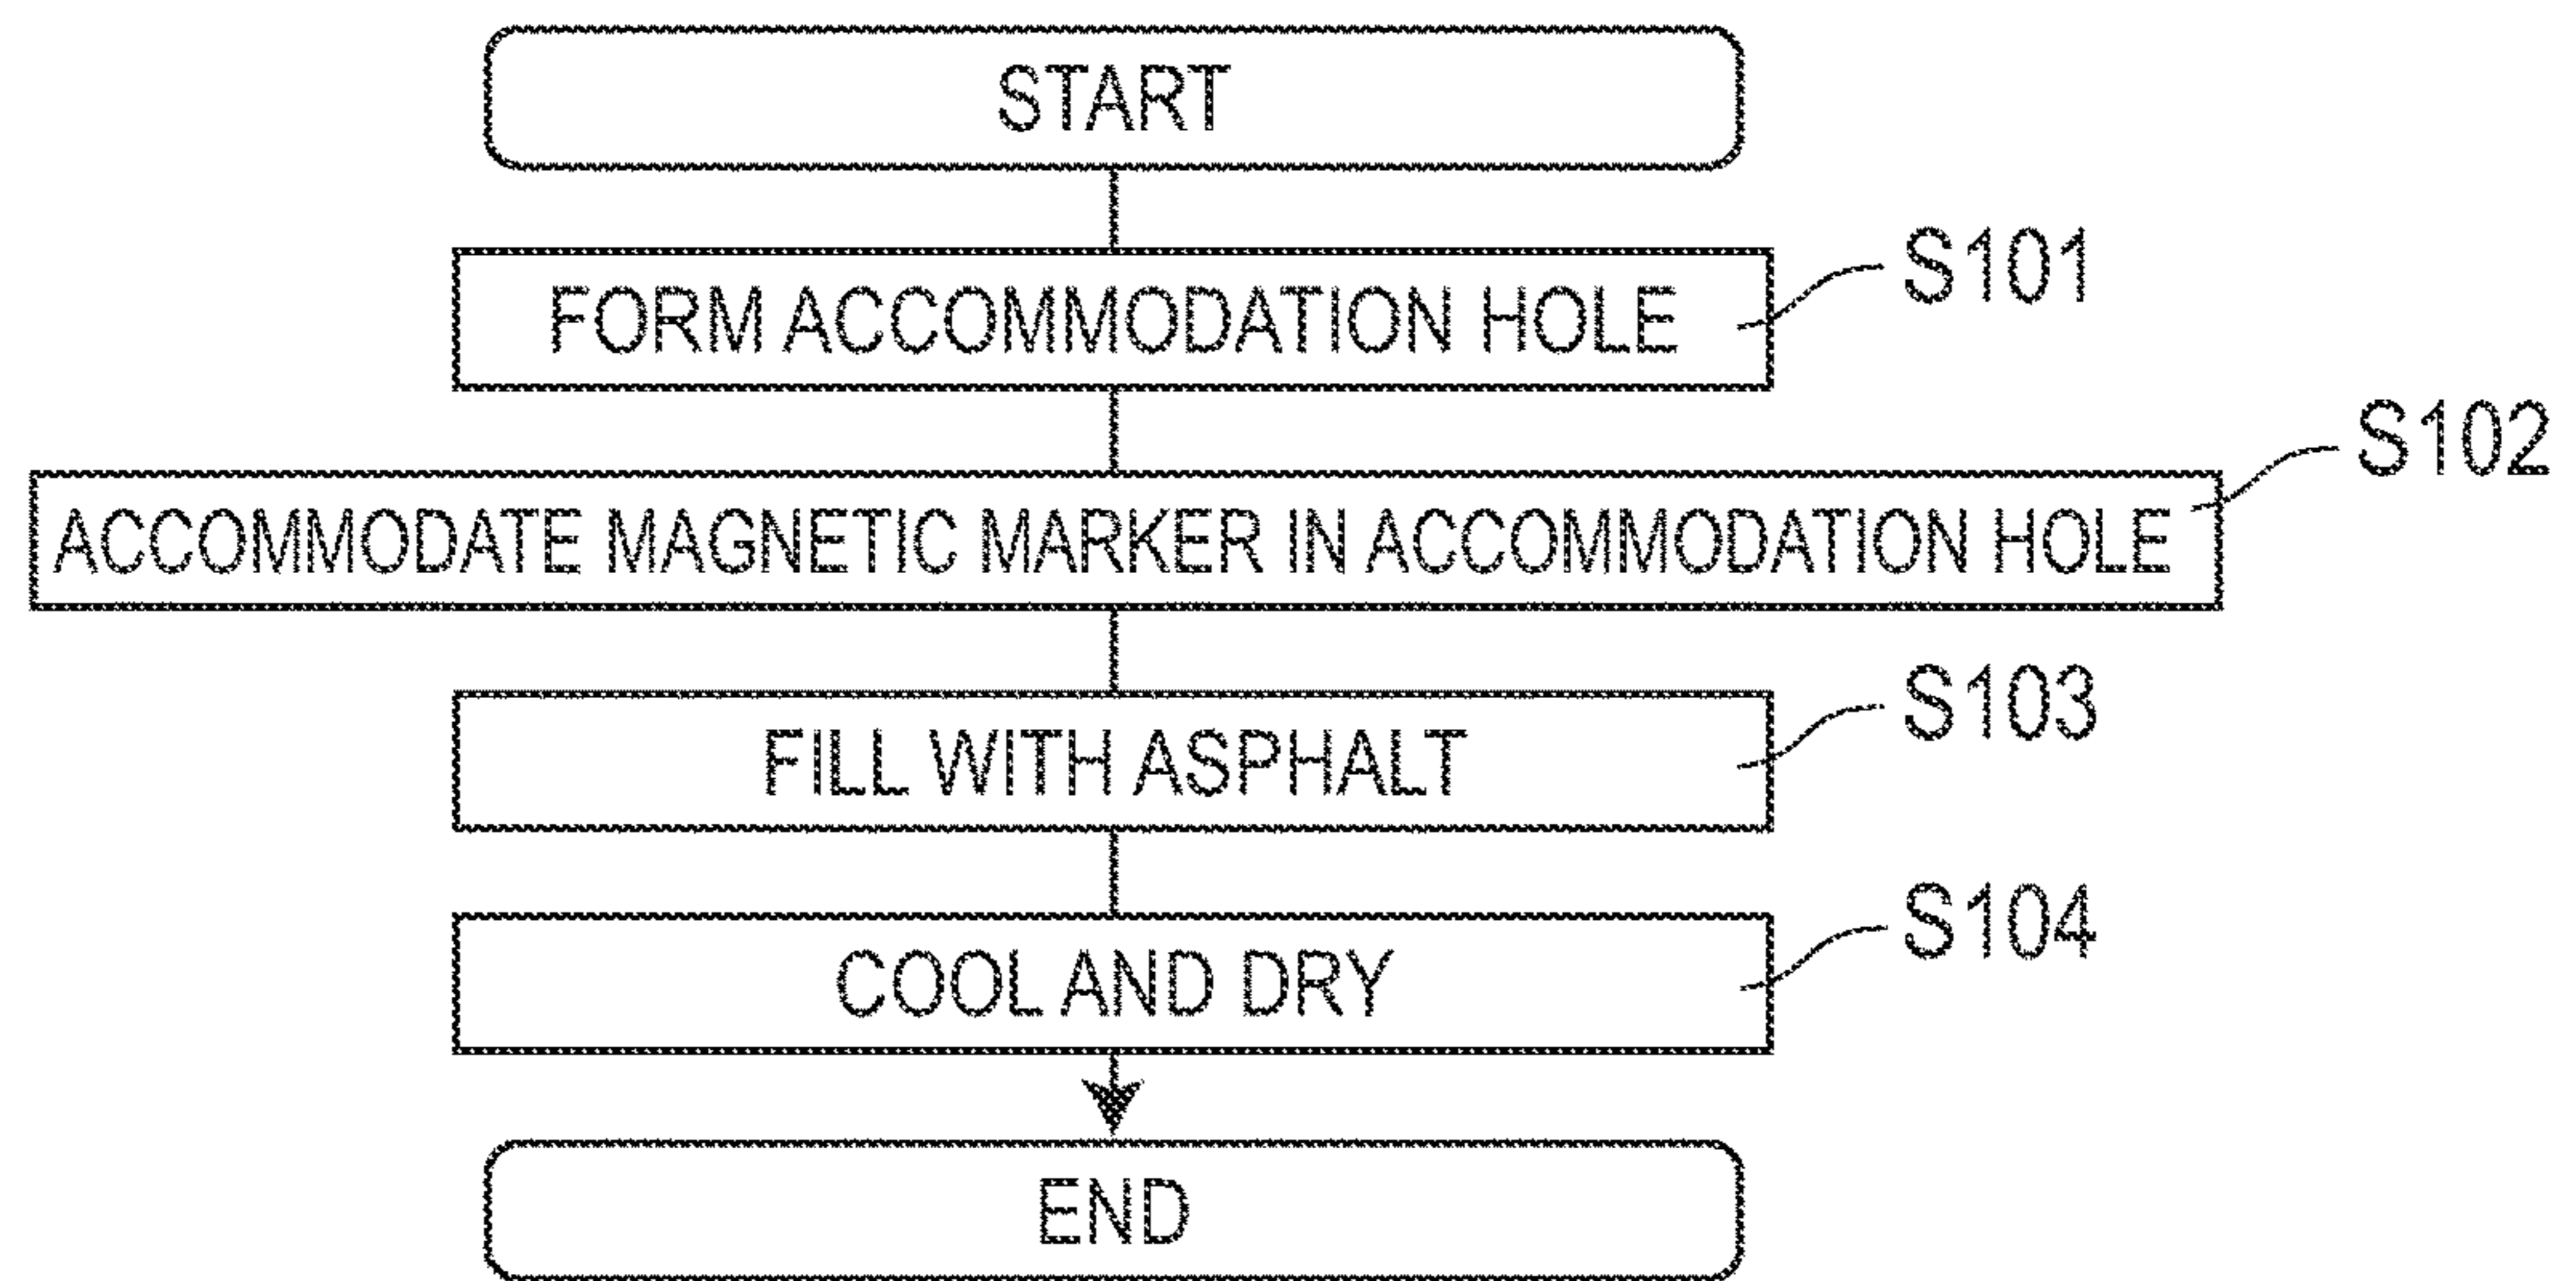 START
FORM ACCOMMODATION HOLE
S101
ACCOMMODATE MAGNETIC MARKER IN ACCOMMODATION HOLE
S102
FILL WITH ASPHALT
S103
COOL AND DRY
S104
END